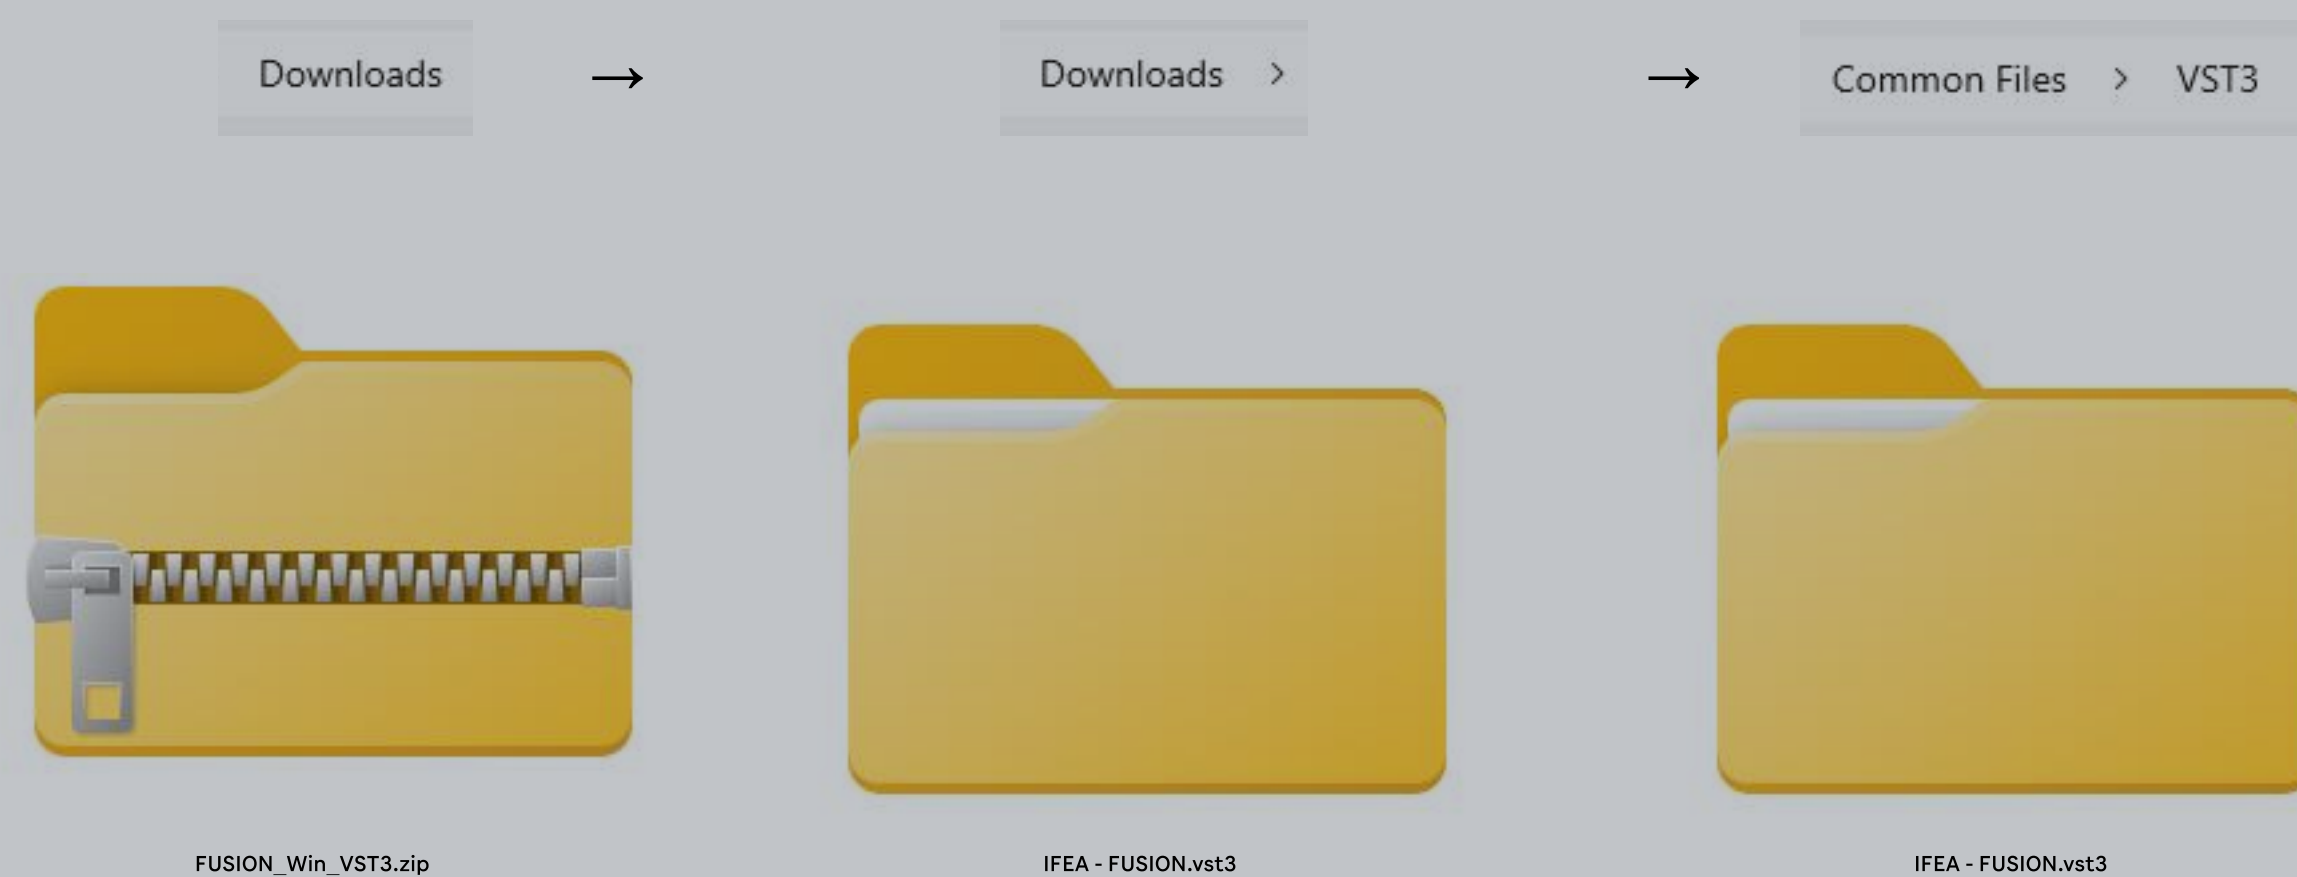 Downloads → Downloads > → Common Files > VST3
FUSION_Win_VST3.zip IFEA - FUSION.vst3 IFEA - FUSION.vst3